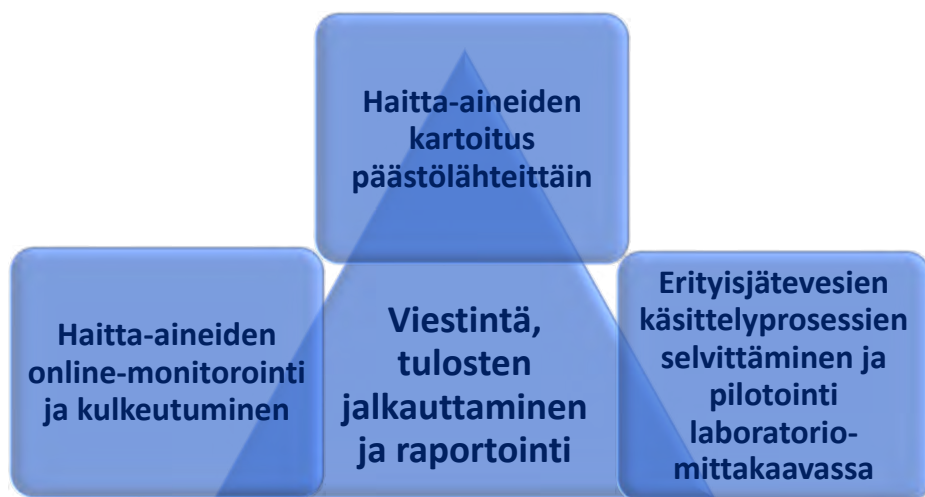 Haitta-aineiden
kartoitus
päästölähteittäin
Haitta-aineiden
online-monitorointi
ja kulkeutuminen
Viestintä,
tulosten
jalkauttaminen
ja raportointi
Erityisjätevesien
käsittelyprosessien
selvittäminen ja
pilotointi
laboratorio-
mittakaavassa